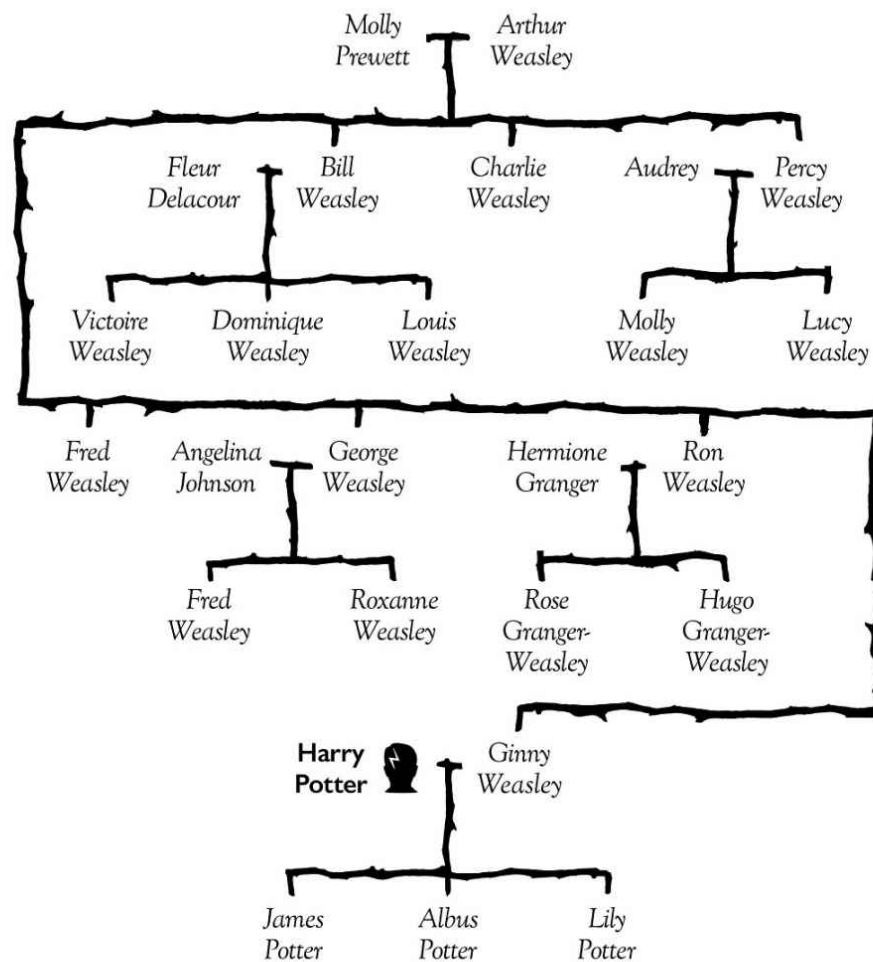 Molly Arthur
Prewett Weasley
Fleur Bill Charlie Audrey Percy
Delacour Weasley Weasley Weasley
Victoire Dominique Louis Molly Lucy
Weasley Weasley Weasley Weasley Weasley
Fred Angelina George Hermione Ron
Weasley Johnson Weasley Granger Weasley
Fred Roxanne Rose Hugo
Weasley Weasley Granger- Granger-
Weasley Weasley
Harry Ginny
Potter Weasley
James Albus Lily
Potter Potter Potter